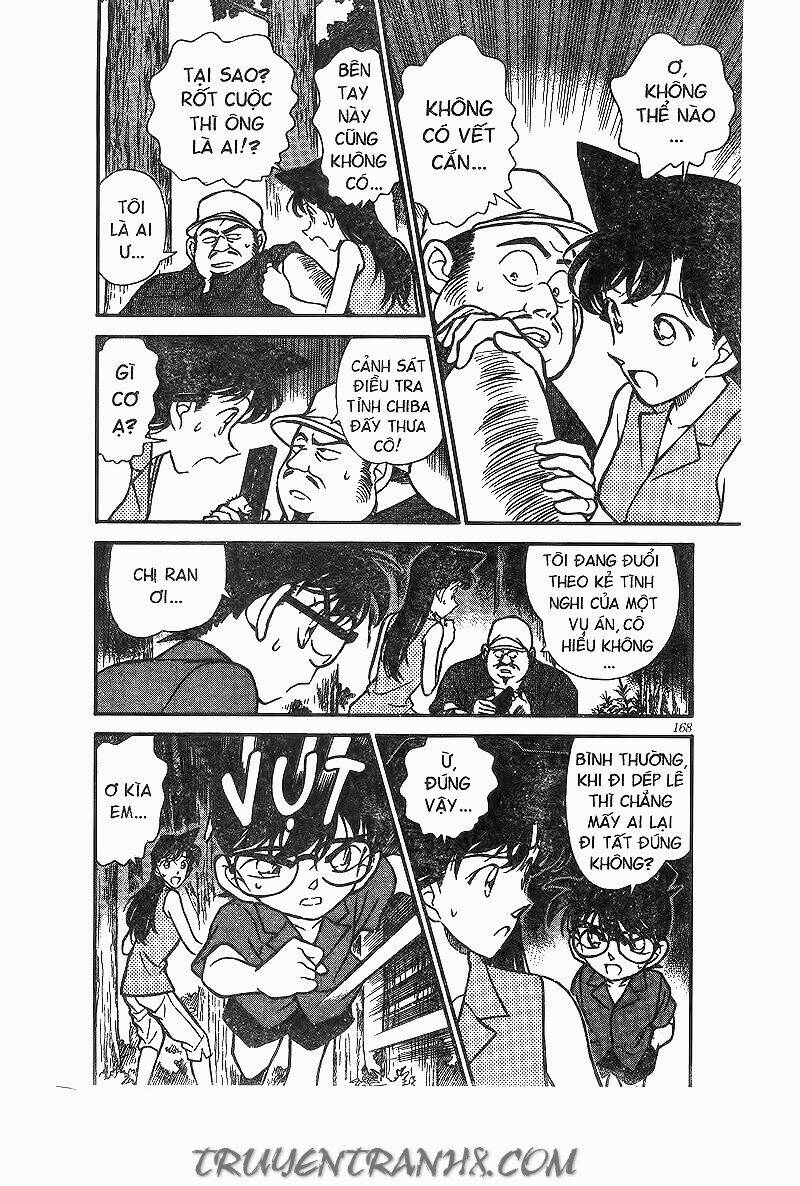 Ơ,
KHÔNG
THỂ NÀO
...
KHÔNG
CÓ VẾT
CẮN...
BÊN
TAY
NÀY
CŨNG
KHÔNG
CÓ...
TẠI SAO?
RỐT CUỘC
THÌ ÔNG
LÀ AI!?
TÔI
LÀ AI
Ư...
CẢNH SÁT
ĐIỀU TRA
TỈNH CHIBA
ĐẤY THƯA
CÔ!
GÌ
CƠ
Ạ?
TÔI ĐANG ĐUỔI
THEO KẺ TÌNH
NGHI CỦA MỘT
VỤ ÁN, CÔ
HIỂU KHÔNG
...
CHỊ RAN
ƠI...
168
BÌNH THƯỜNG,
KHI ĐI DÉP LÊ
THÌ CHẲNG
MẤY AI LẠI
ĐI TẤT ĐÚNG
KHÔNG?
Ừ,
ĐÚNG
VẬY...
VỤT
Ơ KÌA
EM...
TRUYENTRANH8.COM